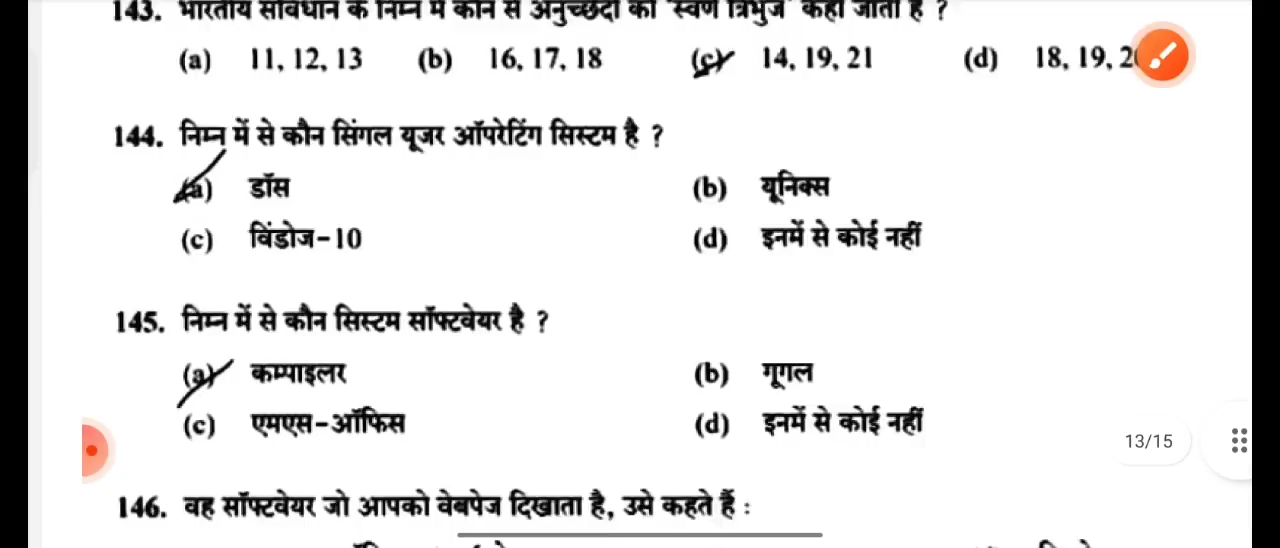 143. भारतीय संविधान के निम्न में कौन से अनुच्छेदों को 'स्वर्ण त्रिभुज' कहा जाता है ?
(a) 11, 12, 13 (b) 16, 17, 18 (c) 14, 19, 21 (d) 18, 19,
144. निम्न में से कौन सिंगल यूजर ऑपरेटिंग सिस्टम है ?
(a) डॉस (b) यूनिक्स
(c) विंडोज-10 (d) इनमें से कोई नहीं
145. निम्न में से कौन सिस्टम सॉफ्टवेयर है ?
(a) कम्पाइलर (b) गूगल
(c) एमएस-ऑफिस (d) इनमें से कोई नहीं
13/15
146. वह सॉफ्टवेयर जो आपको वेबपेज दिखाता है, उसे कहते हैं :